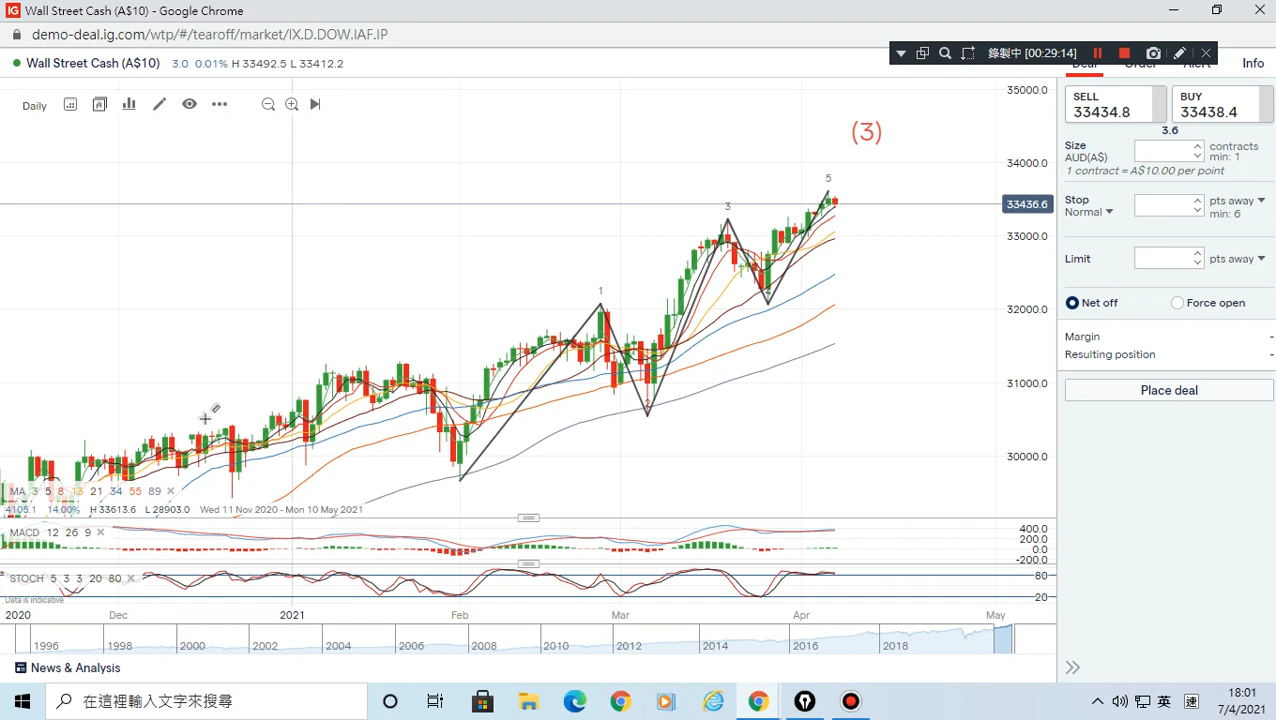 IG Wall Street Cash (A$10) - Google Chrome
demo-deal.ig.com/wtp/#/tearoff/market/IX.D.DOW.IAF.IP
錄製中 [00:29:14]
Wall Street Cash (A$10) 3.0 0.01% H 33492.5 L 33412.2
Deal Order Alert Info
Daily
35000.0
34000.0
33436.6
33000.0
32000.0
31000.0
30000.0
(3)
1
2
3
4
5
SELL
33434.8
BUY
33438.4
3.6
Size
AUD(A$)
contracts
min: 1
1 contract = A$10.00 per point
Stop
Normal
pts away
min: 6
Limit
pts away
Net off
Force open
Margin -
Resulting position -
Place deal
MA 3 5 8 13 21 34 55 89
4105.1 14.00% H 33613.6 L 28903.0 Wed 11 Nov 2020 - Mon 10 May 2021
MACD 12 26 9
400.0
200.0
0.0
-200.0
STOCH 5 3 3 20 80
80
20
Data is indicative
2020 Dec 2021 Feb Mar Apr May
1996 1998 2000 2002 2004 2006 2008 2010 2012 2014 2016 2018
News & Analysis
在這裡輸入文字來搜尋
英
18:01
7/4/2021